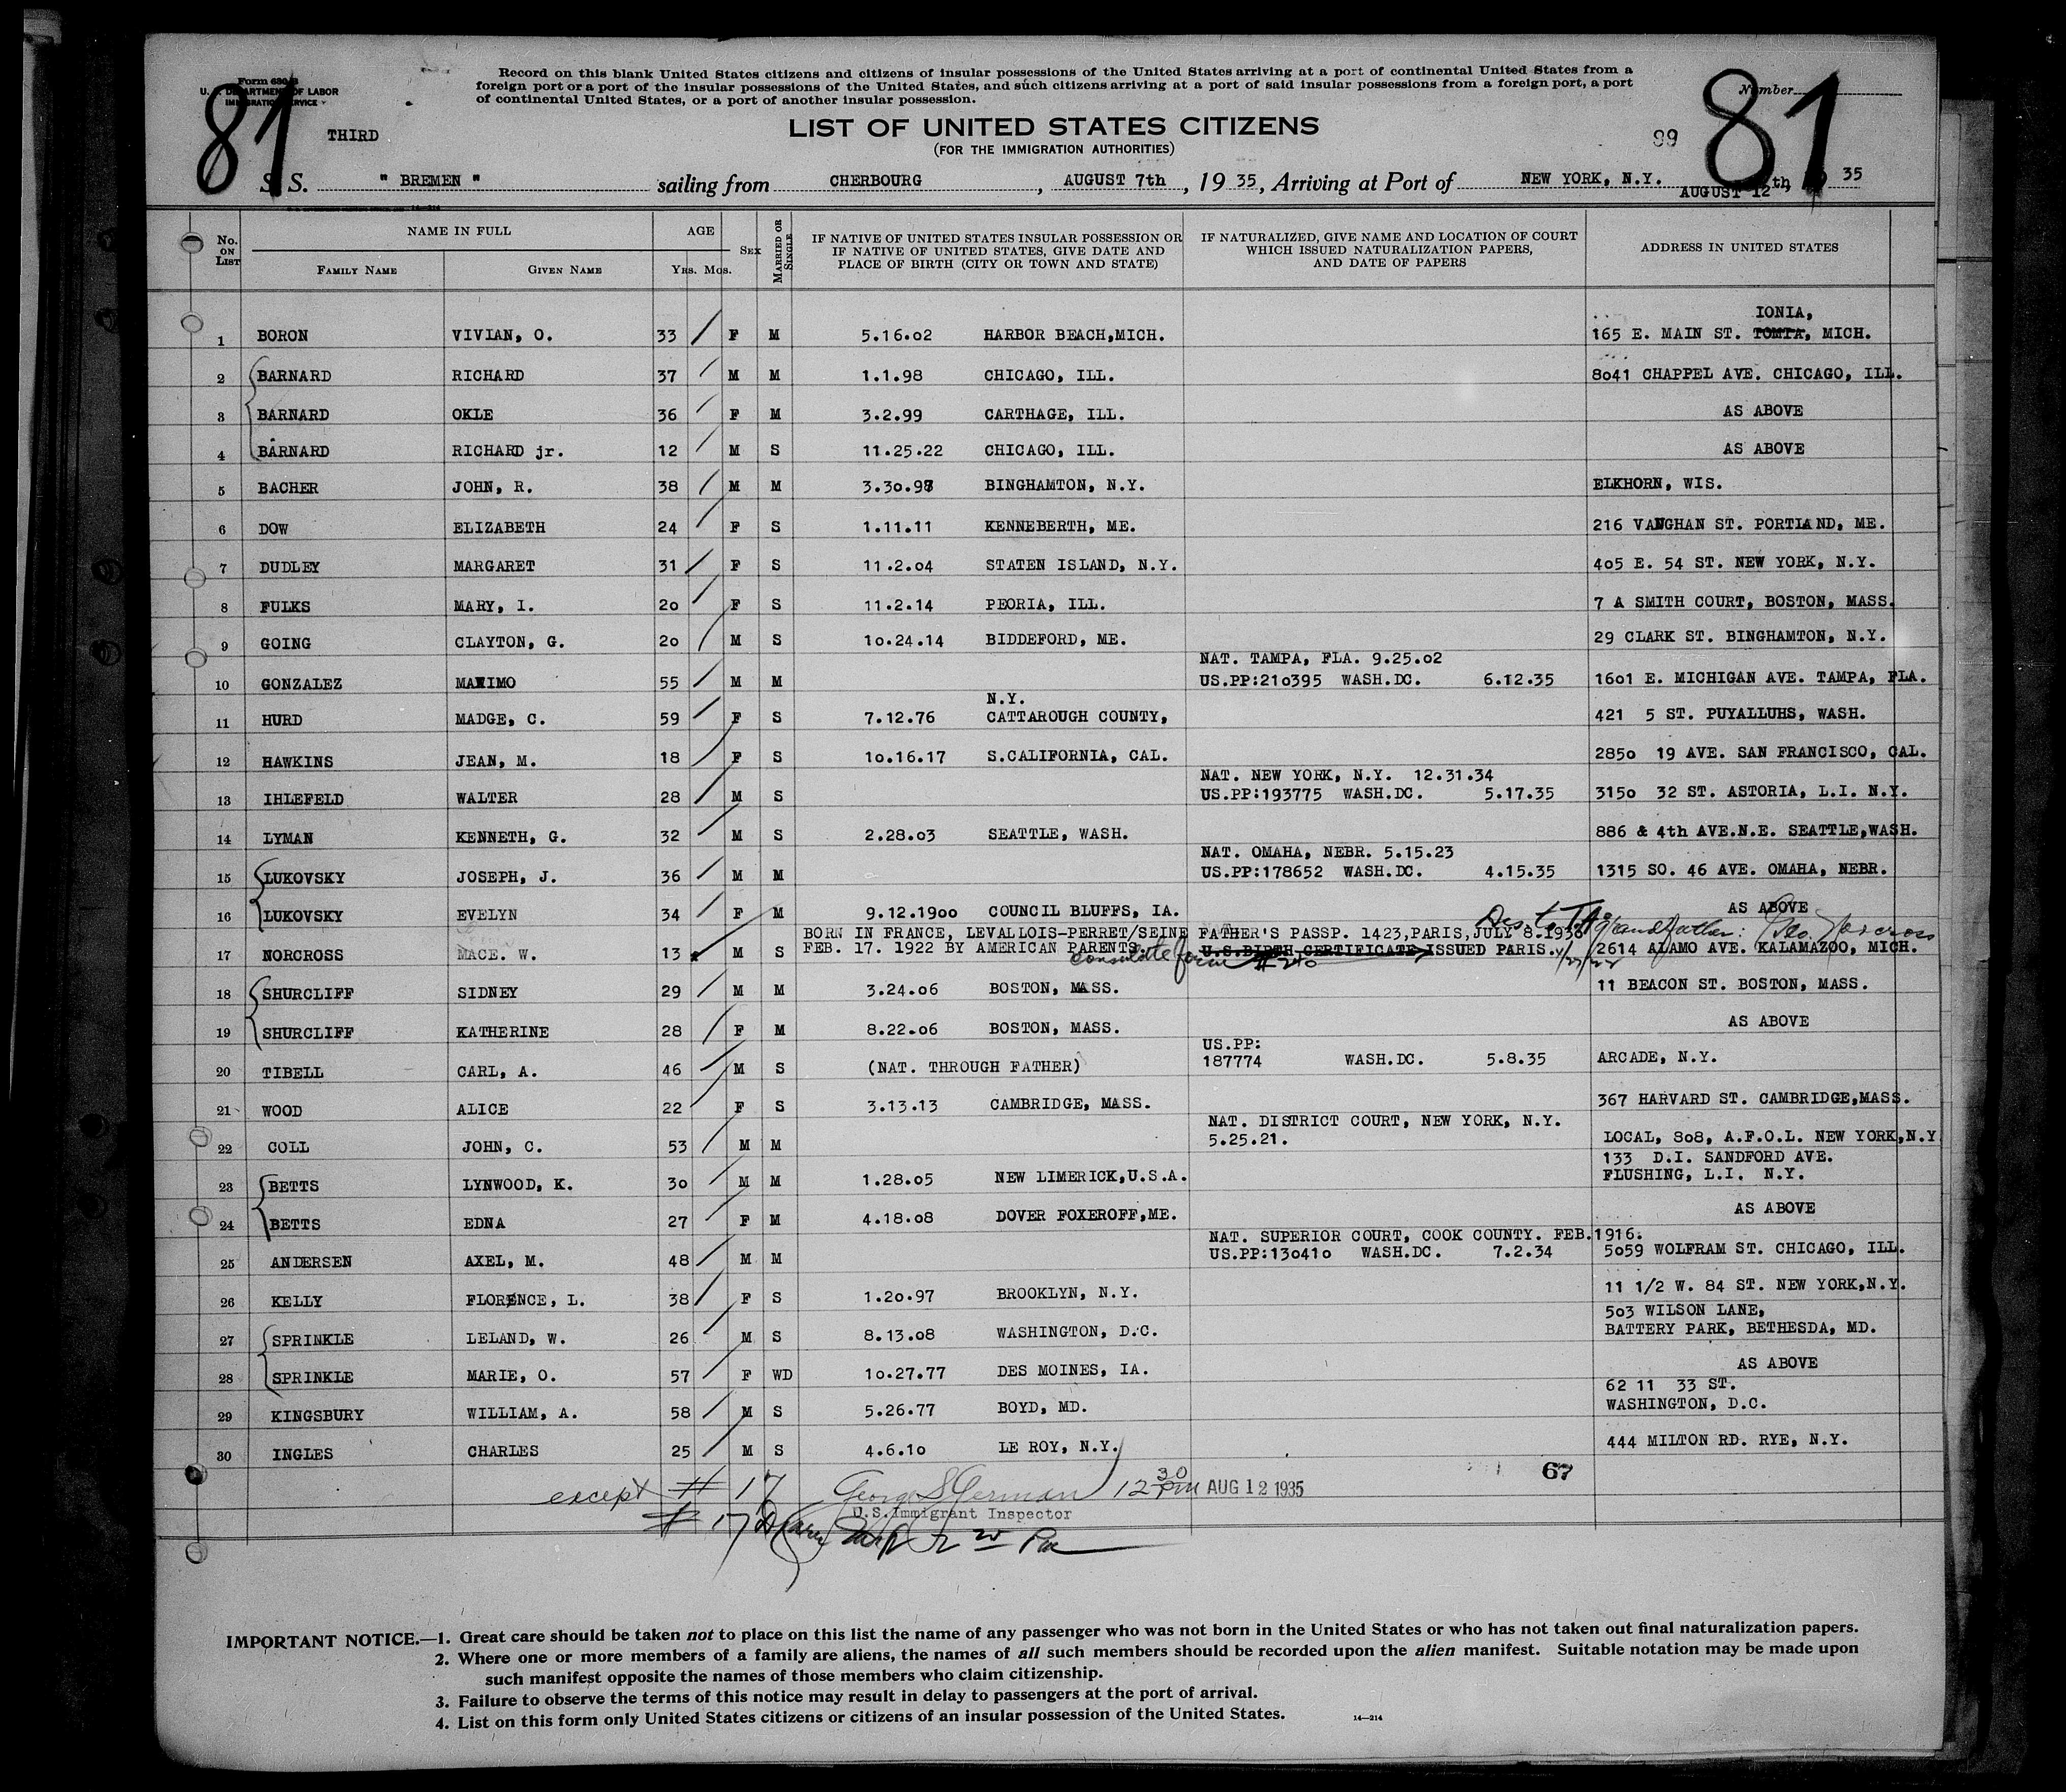 Form 630-B
U. S. DEPARTMENT OF LABOR
IMMIGRATION SERVICE
81
THIRD
Record on this blank United States citizens and citizens of insular possessions of the United States arriving at a port of continental United States from a
foreign port or a port of the insular possessions of the United States, and such citizens arriving at a port of said insular possessions from a foreign port, a port
of continental United States, or a port of another insular possession.
Number
81
LIST OF UNITED STATES CITIZENS
(FOR THE IMMIGRATION AUTHORITIES)
99
S. S. " BREMEN " sailing from CHERBOURG, AUGUST 7th, 1935, Arriving at Port of NEW YORK, N.Y. AUGUST 12th, 35
No. ON LIST
NAME IN FULL
FAMILY NAME GIVEN NAME
AGE
YRS. MOS.
SEX
MARRIED OR SINGLE
IF NATIVE OF UNITED STATES INSULAR POSSESSION OR
IF NATIVE OF UNITED STATES, GIVE DATE AND
PLACE OF BIRTH (CITY OR TOWN AND STATE)
IF NATURALIZED, GIVE NAME AND LOCATION OF COURT
WHICH ISSUED NATURALIZATION PAPERS,
AND DATE OF PAPERS
ADDRESS IN UNITED STATES
IONIA,
1 BORON VIVIAN, O. 33 F M 5.16.02 HARBOR BEACH,MICH. 165 E. MAIN ST. TOMIA, MICH.
2 BARNARD RICHARD 37 M M 1.1.98 CHICAGO, ILL. 8041 CHAPPEL AVE. CHICAGO, ILL.
3 BARNARD OKLE 36 F M 3.2.99 CARTHAGE, ILL. AS ABOVE
4 BARNARD RICHARD jr. 12 M S 11.25.22 CHICAGO, ILL. AS ABOVE
5 BACHER JOHN, R. 38 M M 3.30.97 BINGHAMTON, N.Y. ELKHORN, WIS.
6 DOW ELIZABETH 24 F S 1.11.11 KENNEBERTH, ME. 216 VANGHAN ST. PORTLAND, ME.
7 DUDLEY MARGARET 31 F S 11.2.04 STATEN ISLAND, N.Y. 405 E. 54 ST. NEW YORK, N.Y.
8 FULKS MARY, I. 20 F S 11.2.14 PEORIA, ILL. 7 A SMITH COURT, BOSTON, MASS.
9 GOING CLAYTON, G. 20 M S 10.24.14 BIDDEFORD, ME. 29 CLARK ST. BINGHAMTON, N.Y.
NAT. TAMPA, FLA. 9.25.02
10 GONZALEZ MAXIMO 55 M M US.PP:210395 WASH.DC. 6.12.35 1601 E. MICHIGAN AVE. TAMPA, FLA.
N.Y.
11 HURD MADGE, C. 59 F S 7.12.76 CATTAROUGH COUNTY, 421 5 ST. PUYALLUHS, WASH.
12 HAWKINS JEAN, M. 18 F S 10.16.17 S.CALIFORNIA, CAL. 2850 19 AVE. SAN FRANCISCO, CAL.
NAT. NEW YORK, N.Y. 12.31.34
13 IHLEFELD WALTER 28 M S US.PP:193775 WASH.DC. 5.17.35 3150 32 ST. ASTORIA, L.I. N.Y.
14 LYMAN KENNETH, G. 32 M S 2.28.03 SEATTLE, WASH. 886 & 4th AVE.N.E. SEATTLE,WASH.
NAT. OMAHA, NEBR. 5.15.23
15 LUKOVSKY JOSEPH, J. 36 M M US.PP:178652 WASH.DC. 4.15.35 1315 SO. 46 AVE. OMAHA, NEBR.
16 LUKOVSKY EVELYN 34 F M 9.12.1900 COUNCIL BLUFFS, IA. AS ABOVE
BORN IN FRANCE, LEVALLOIS-PERRET/SEINE FATHER'S PASSP. 1423,PARIS,JULY 8.1936 grandfather: Geo. Norcross
17 NORCROSS MACE. W. 13 M S FEB. 17. 1922 BY AMERICAN PARENTS U.S.BIRTH CERTIFICATE ISSUED PARIS. 2614 ALAMO AVE. KALAMAZOO, MICH.
consulate form # 240
18 SHURCLIFF SIDNEY 29 M M 3.24.06 BOSTON, MASS. 11 BEACON ST. BOSTON, MASS.
19 SHURCLIFF KATHERINE 28 F M 8.22.06 BOSTON, MASS. AS ABOVE
US.PP:
20 TIBELL CARL, A. 46 M S (NAT. THROUGH FATHER) 187774 WASH.DC. 5.8.35 ARCADE, N.Y.
21 WOOD ALICE 22 F S 3.13.13 CAMBRIDGE, MASS. 367 HARVARD ST. CAMBRIDGE,MASS.
NAT. DISTRICT COURT, NEW YORK, N.Y.
22 COLL JOHN, C. 53 M M 5.25.21. LOCAL, 808, A.F.O.L. NEW YORK,N.Y
133 D.I. SANDFORD AVE.
23 BETTS LYNWOOD, K. 30 M M 1.28.05 NEW LIMERICK,U.S.A. FLUSHING, L.I. N.Y.
24 BETTS EDNA 27 F M 4.18.08 DOVER FOXEROFF,ME. AS ABOVE
NAT. SUPERIOR COURT, COOK COUNTY. FEB.1916.
25 ANDERSEN AXEL, M. 48 M M US.PP:130410 WASH.DC. 7.2.34 5059 WOLFRAM ST. CHICAGO, ILL.
26 KELLY FLORENCE, L. 38 F S 1.20.97 BROOKLYN, N.Y. 11 1/2 W. 84 ST. NEW YORK,N.Y.
503 WILSON LANE,
27 SPRINKLE LELAND, W. 26 M S 8.13.08 WASHINGTON, D.C. BATTERY PARK, BETHESDA, MD.
28 SPRINKLE MARIE, O. 57 F WD 10.27.77 DES MOINES, IA. AS ABOVE
62 11 33 ST.
29 KINGSBURY WILLIAM, A. 58 M S 5.26.77 BOYD, MD. WASHINGTON, D.C.
30 INGLES CHARLES 25 M S 4.6.10 LE ROY, N.Y. 444 MILTON RD. RYE, N.Y.
67
except # 17 George S German 12 30 PM AUG 12 1935
U.S.Immigrant Inspector
# 17
IMPORTANT NOTICE.—1. Great care should be taken not to place on this list the name of any passenger who was not born in the United States or who has not taken out final naturalization papers.
2. Where one or more members of a family are aliens, the names of all such members should be recorded upon the alien manifest. Suitable notation may be made upon
such manifest opposite the names of those members who claim citizenship.
3. Failure to observe the terms of this notice may result in delay to passengers at the port of arrival.
4. List on this form only United States citizens or citizens of an insular possession of the United States.
14—214